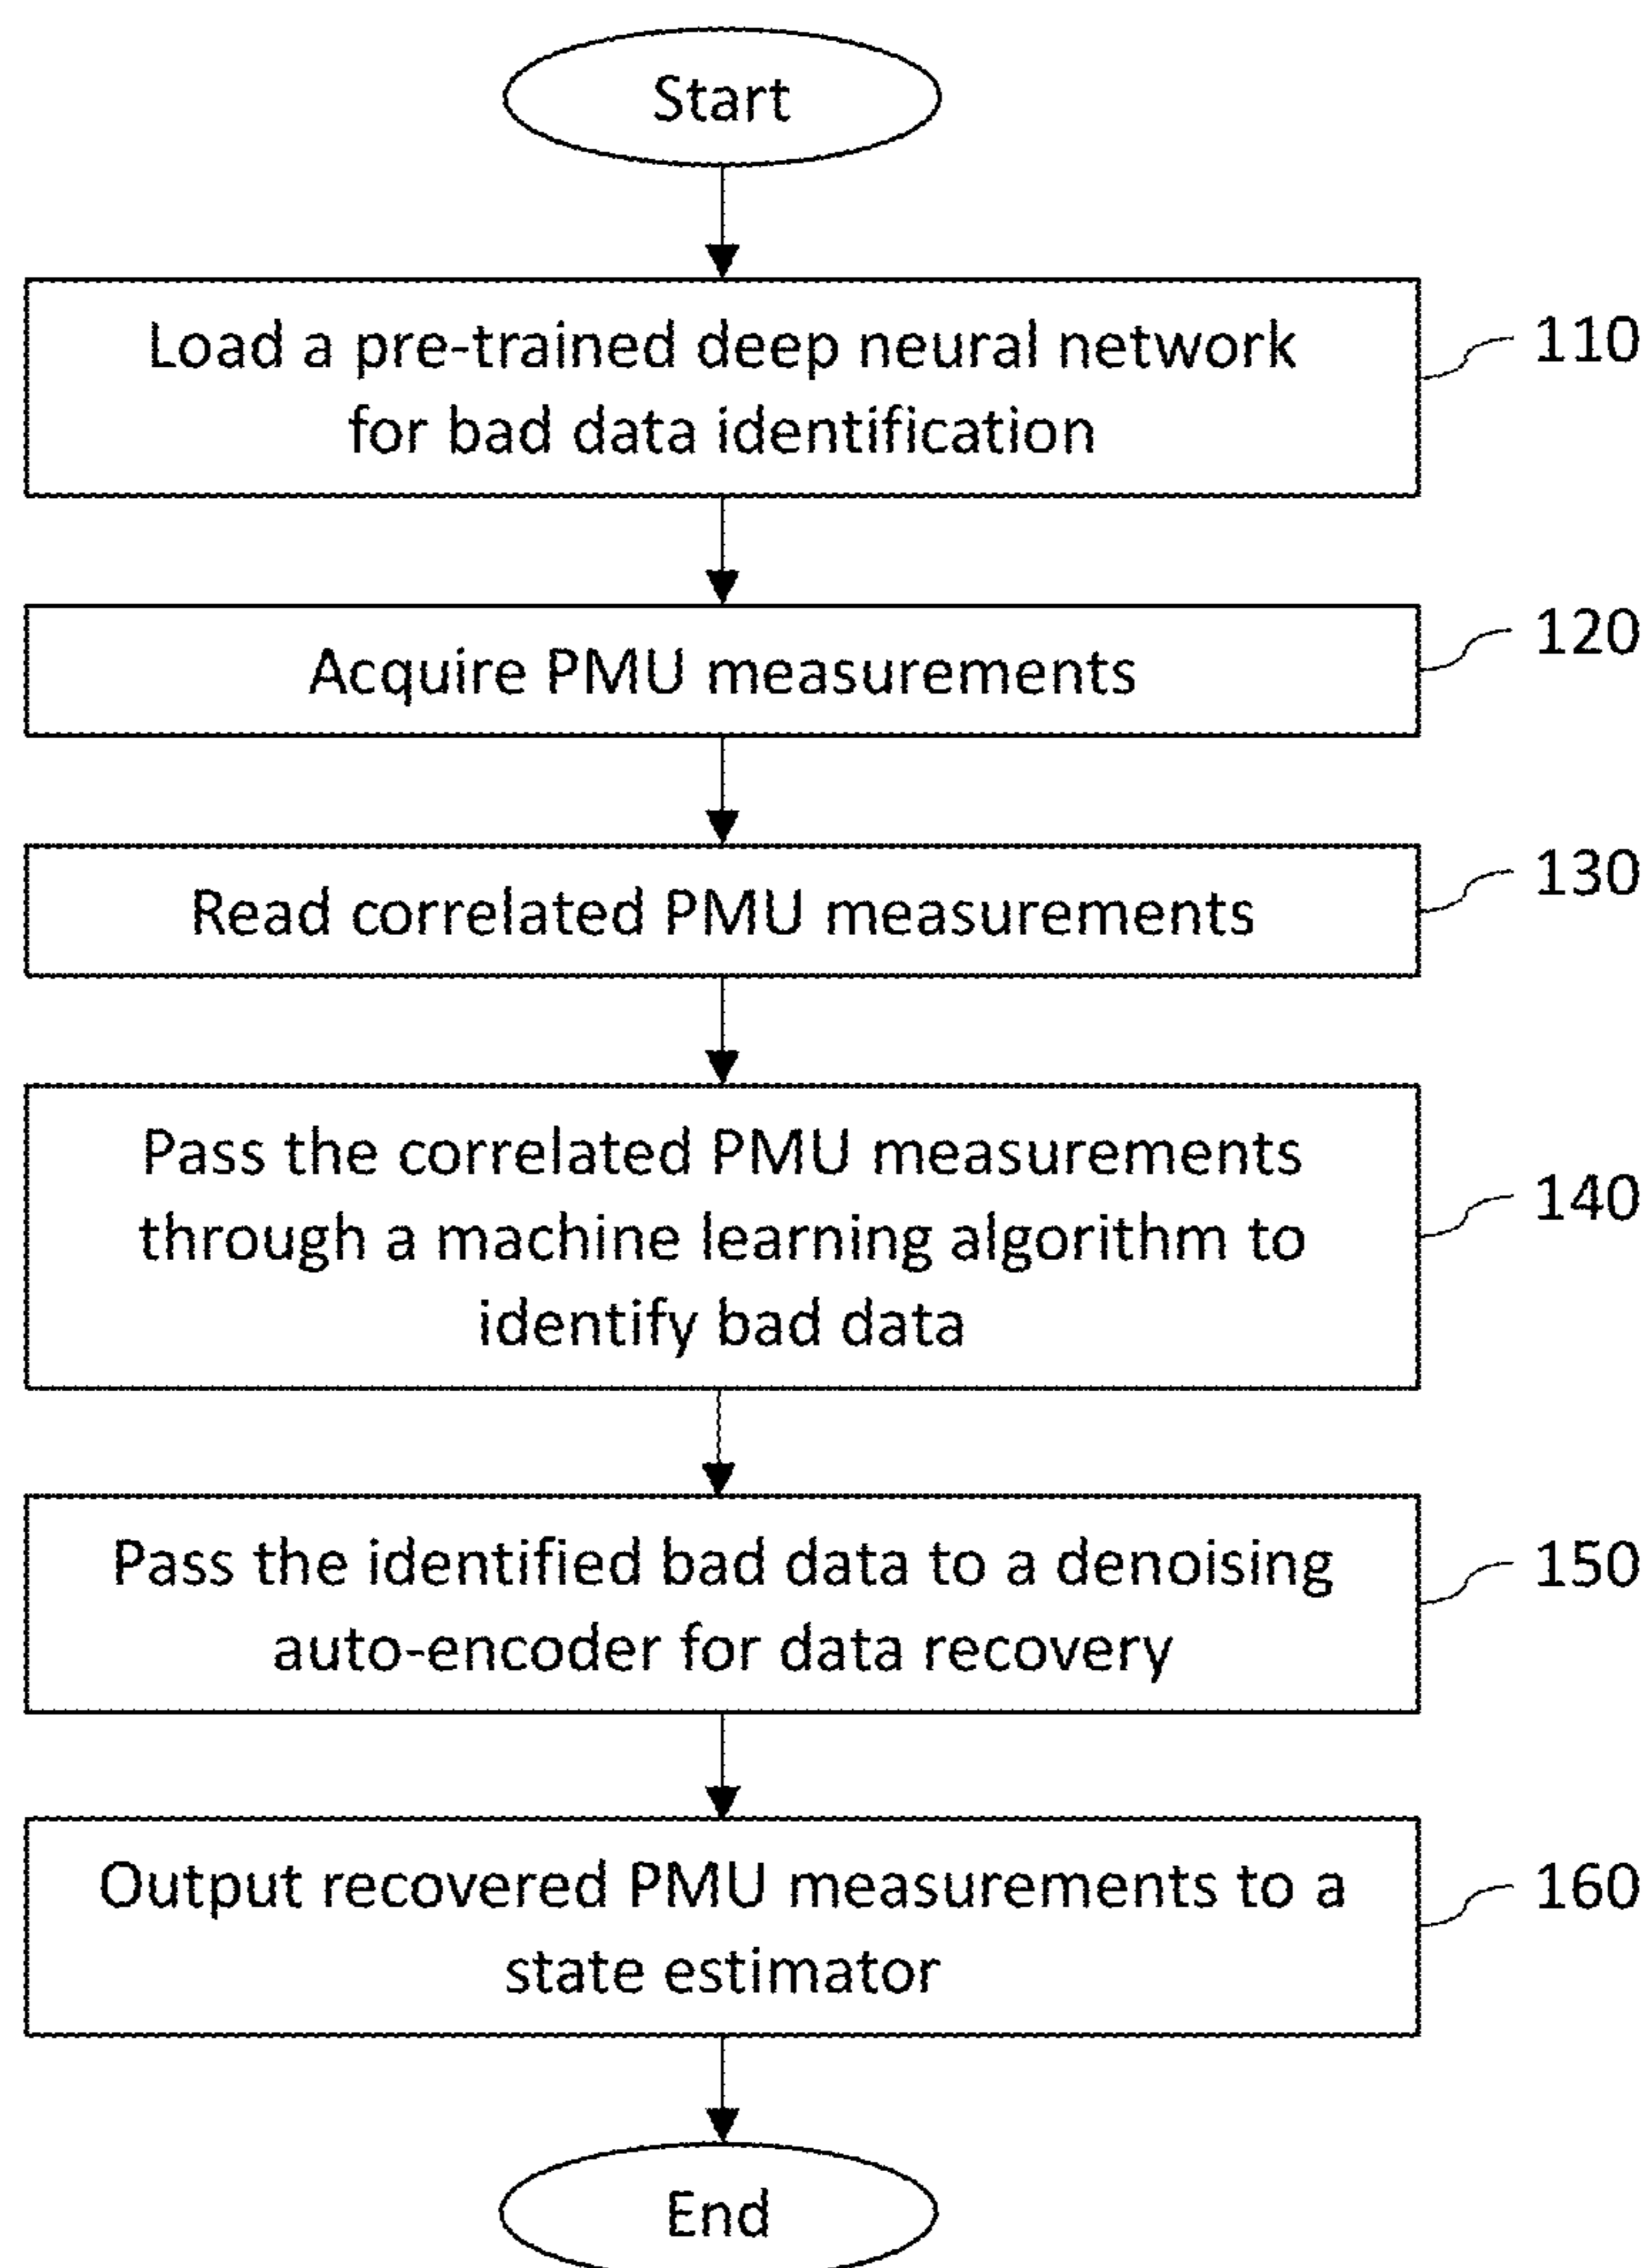 Start
Load a pre-trained deep neural network
for bad data identification
110
Acquire PMU measurements
120
Read correlated PMU measurements
130
Pass the correlated PMU measurements
through a machine learning algorithm to
identify bad data
140
Pass the identified bad data to a denoising
auto-encoder for data recovery
150
Output recovered PMU measurements to a
state estimator
160
End